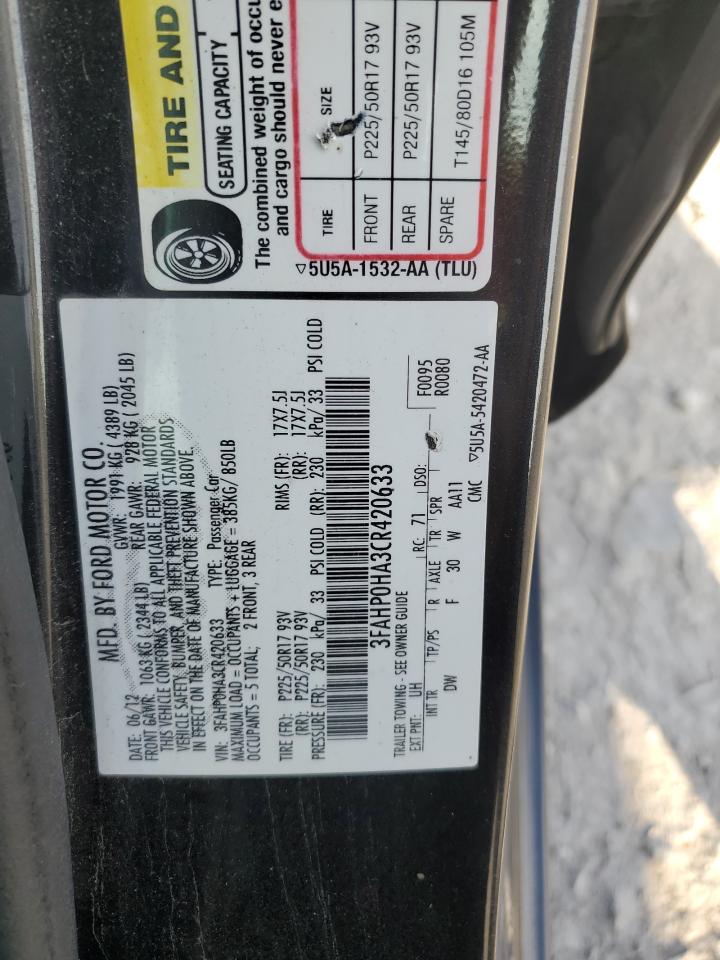 TIRE AND
SEATING CAPACITY
The combined weight of occu
and cargo should never e
TIRE SIZE
FRONT P225/50R17 93V
REAR P225/50R17 93V
SPARE T145/80D16 105M
5U5A-1532-AA (TLU)
MFD. BY FORD MOTOR CO.
DATE: 06/12 GVWR: 1991 KG ( 4389 LB)
FRONT GAWR: 1063 KG ( 2344 LB) REAR GAWR: 928 KG ( 2045 LB)
THIS VEHICLE CONFORMS TO ALL APPLICABLE FEDERAL MOTOR
VEHICLE SAFETY, BUMPER, AND THEFT PREVENTION STANDARDS
IN EFFECT ON THE DATE OF MANUFACTURE SHOWN ABOVE.
VIN: 3FAHP0HA3CR420633 TYPE: Passenger Car
MAXIMUM LOAD = OCCUPANTS + LUGGAGE = 385KG/ 850LB
OCCUPANTS = 5 TOTAL: 2 FRONT, 3 REAR
TIRE (FR): P225/50R17 93V RIMS (FR): 17X7.5J
(RR): P225/50R17 93V (RR): 17X7.5J
PRESSURE (FR): 230 kPa/ 33 PSI COLD (RR): 230 kPa/ 33 PSI COLD
3FAHP0HA3CR420633
TRAILER TOWING - SEE OWNER GUIDE F0095
R0080
EXT PNT: UH RC: 71 DSO:
INT TR TP/PS R AXLE TR SPR
DW F 30 W AA11
CMC 5U5A-5420472-AA